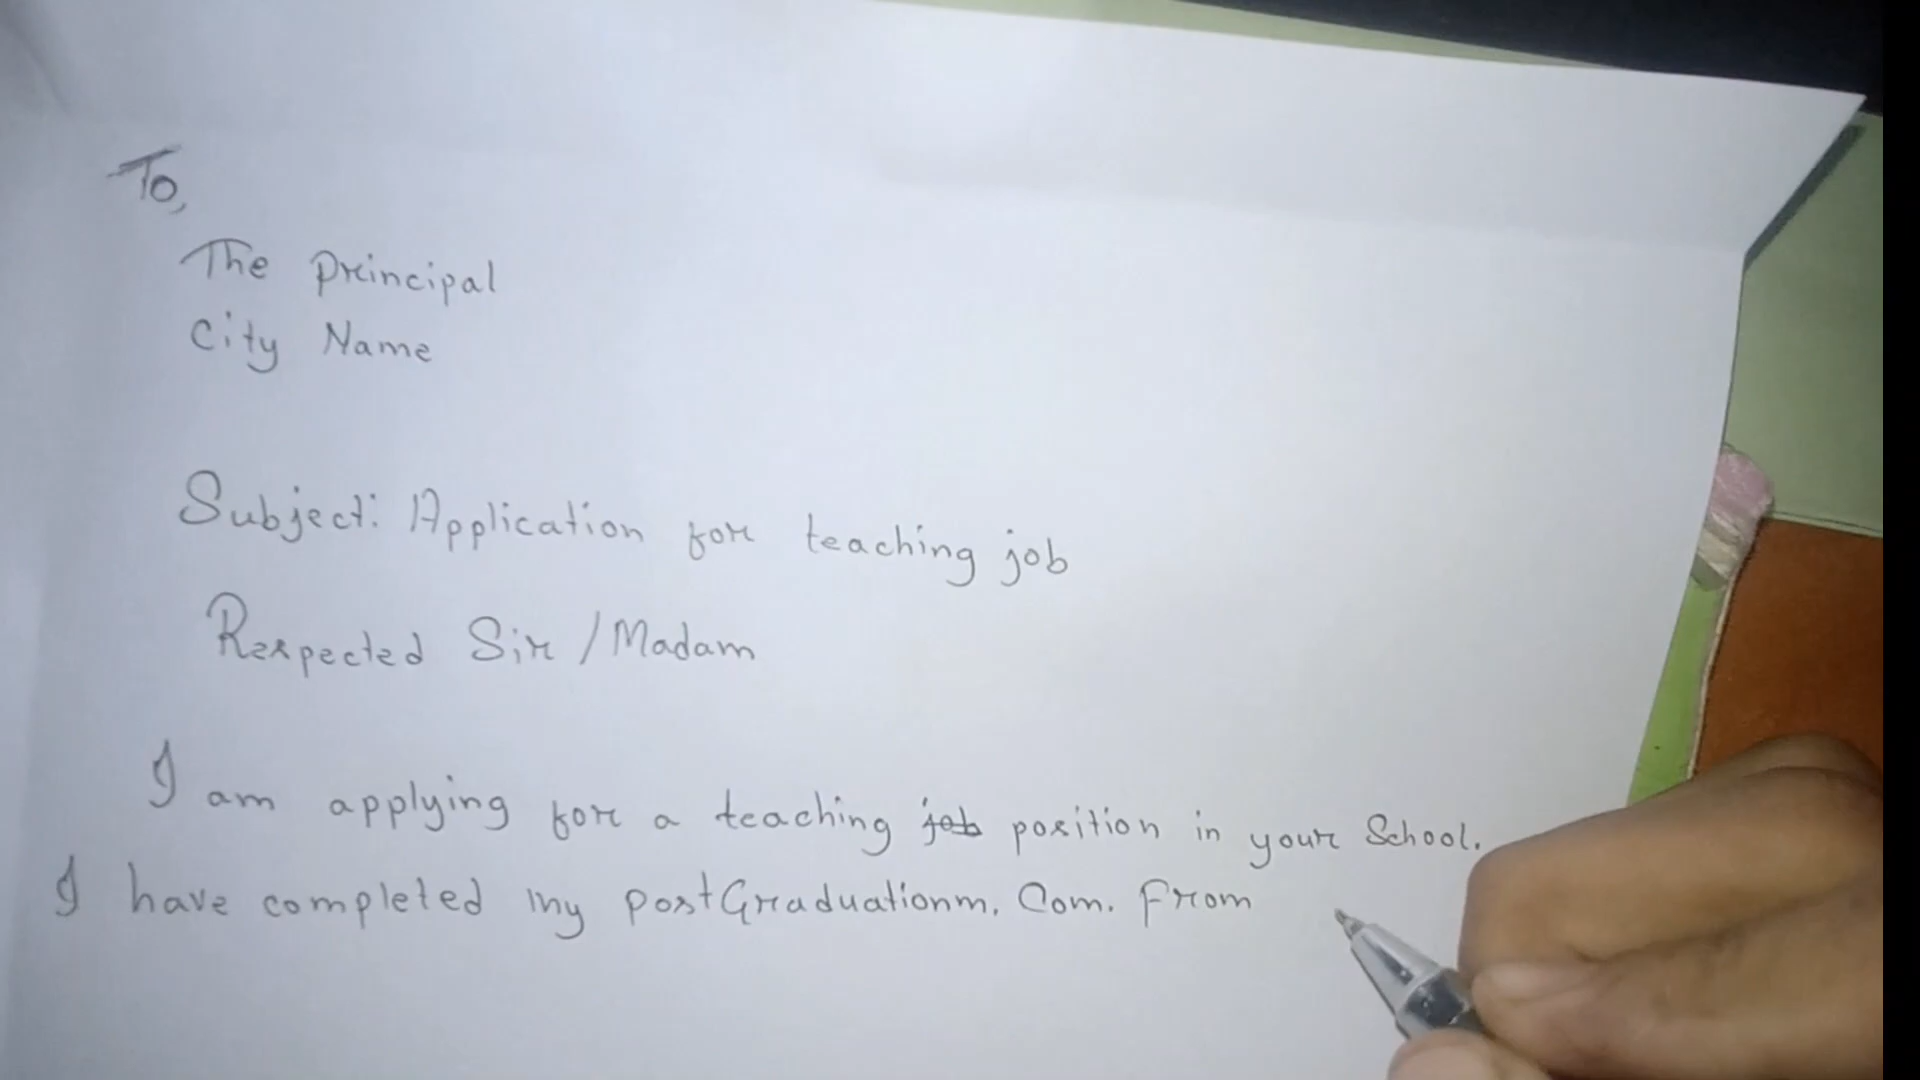 To,
The Principal
City Name
Subject: Application for teaching job
Respected Sir /Madam
I am applying for a teaching job position in your School.
I have completed my postGraduationm. Com. From